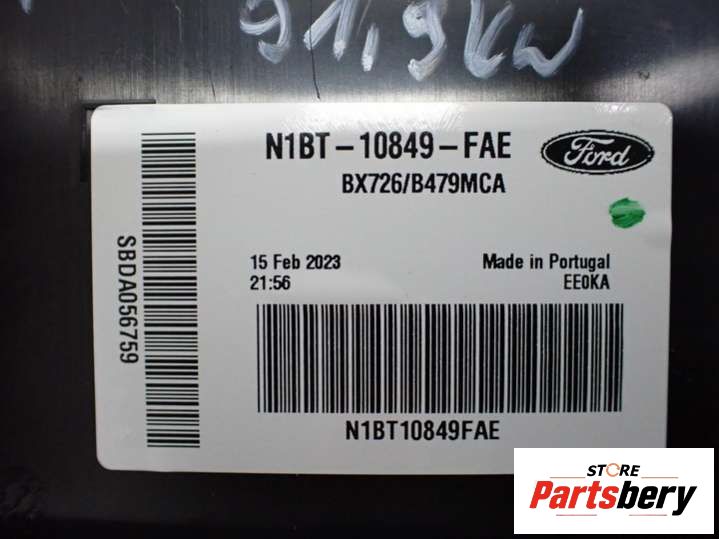 91,9kw
N1BT-10849-FAE
Ford
BX726/B479MCA
15 Feb 2023
Made in Portugal
21:56
EE0KA
SBDA056759
N1BT10849FAE
STORE
Partsbery